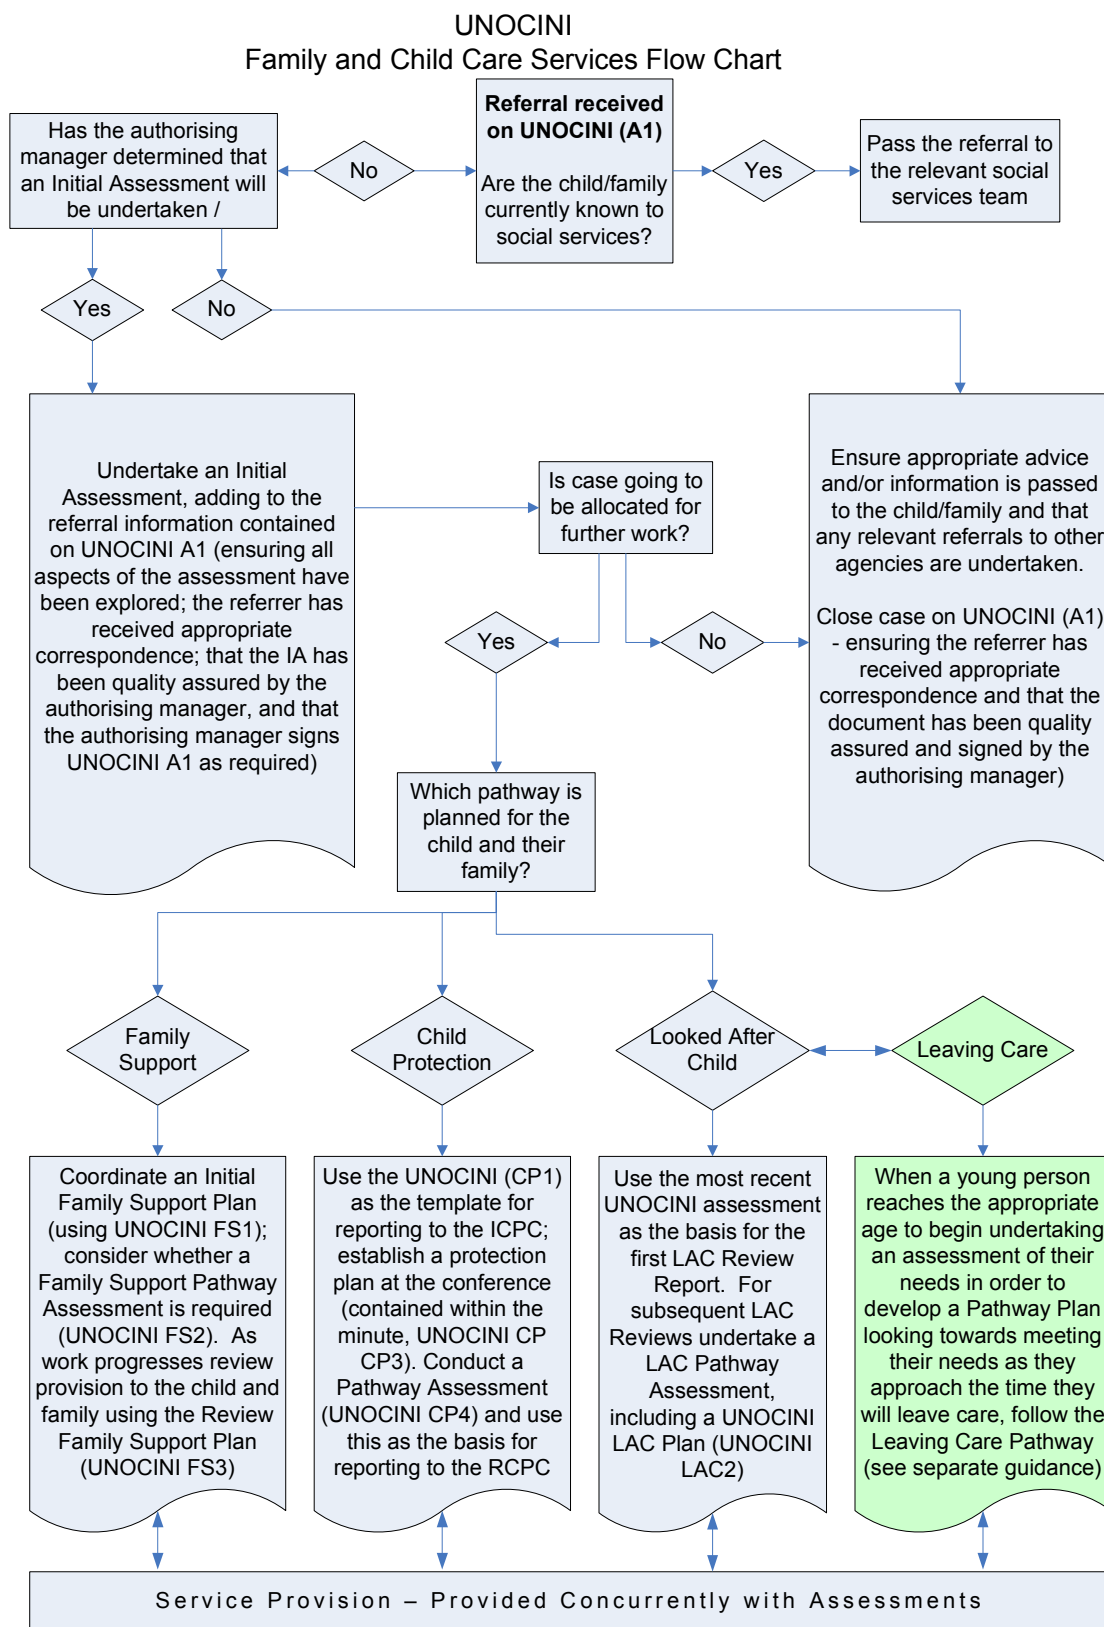 UNOCINI
Family and Child Care Services Flow Chart
Has the authorising
manager determined that
an Initial Assessment will
be undertaken /
No
Referral received
on UNOCINI (A1)
Are the child/family
currently known to
social services?
Yes
Pass the referral to
the relevant social
services team
Yes
No
Undertake an Initial
Assessment, adding to the
referral information contained
on UNOCINI A1 (ensuring all
aspects of the assessment have
been explored; the referrer has
received appropriate
correspondence; that the IA has
been quality assured by the
authorising manager, and that
the authorising manager signs
UNOCINI A1 as required)
Is case going to
be allocated for
further work?
Yes
No
Ensure appropriate advice
and/or information is passed
to the child/family and that
any relevant referrals to other
agencies are undertaken.
Close case on UNOCINI (A1)
- ensuring the referrer has
received appropriate
correspondence and that the
document has been quality
assured and signed by the
authorising manager)
Which pathway is
planned for the
child and their
family?
Family
Support
Child
Protection
Looked After
Child
Leaving Care
Coordinate an Initial
Family Support Plan
(using UNOCINI FS1);
consider whether a
Family Support Pathway
Assessment is required
(UNOCINI FS2).  As
work progresses review
provision to the child and
family using the Review
Family Support Plan
(UNOCINI FS3)
Use the UNOCINI (CP1)
as the template for
reporting to the ICPC;
establish a protection
plan at the conference
(contained within the
minute, UNOCINI CP
CP3). Conduct a
Pathway Assessment
(UNOCINI CP4) and use
this as the basis for
reporting to the RCPC
Use the most recent
UNOCINI assessment
as the basis for the
first LAC Review
Report.  For
subsequent LAC
Reviews undertake a
LAC Pathway
Assessment,
including a UNOCINI
LAC Plan (UNOCINI
LAC2)
When a young person
reaches the appropriate
age to begin undertaking
an assessment of their
needs in order to
develop a Pathway Plan
looking towards meeting
their needs as they
approach the time they
will leave care, follow the
Leaving Care Pathway
(see separate guidance)
Service Provision – Provided Concurrently with Assessments